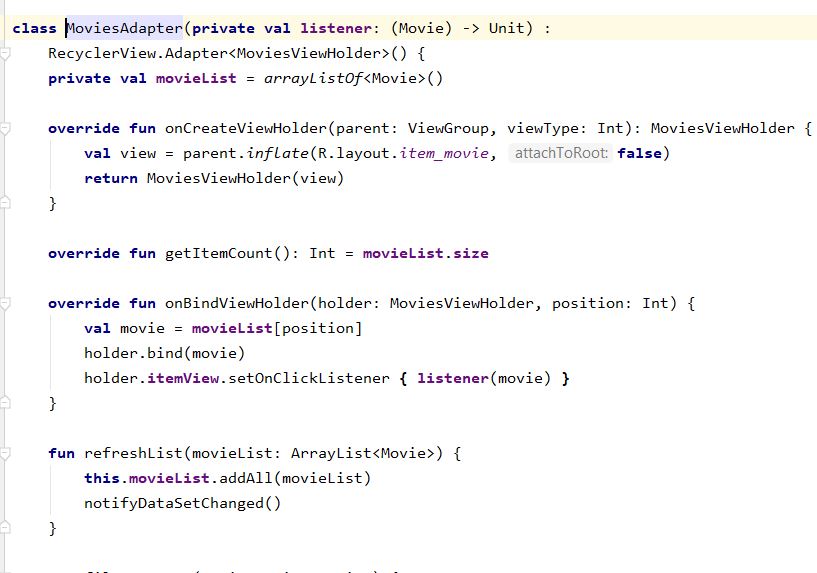 class MoviesAdapter(private val listener: (Movie) -> Unit) :
    RecyclerView.Adapter<MoviesViewHolder>() {
    private val movieList = arrayListOf<Movie>()

    override fun onCreateViewHolder(parent: ViewGroup, viewType: Int): MoviesViewHolder {
        val view = parent.inflate(R.layout.item_movie, attachToRoot: false)
        return MoviesViewHolder(view)
    }

    override fun getItemCount(): Int = movieList.size

    override fun onBindViewHolder(holder: MoviesViewHolder, position: Int) {
        val movie = movieList[position]
        holder.bind(movie)
        holder.itemView.setOnClickListener { listener(movie) }
    }

    fun refreshList(movieList: ArrayList<Movie>) {
        this.movieList.addAll(movieList)
        notifyDataSetChanged()
    }